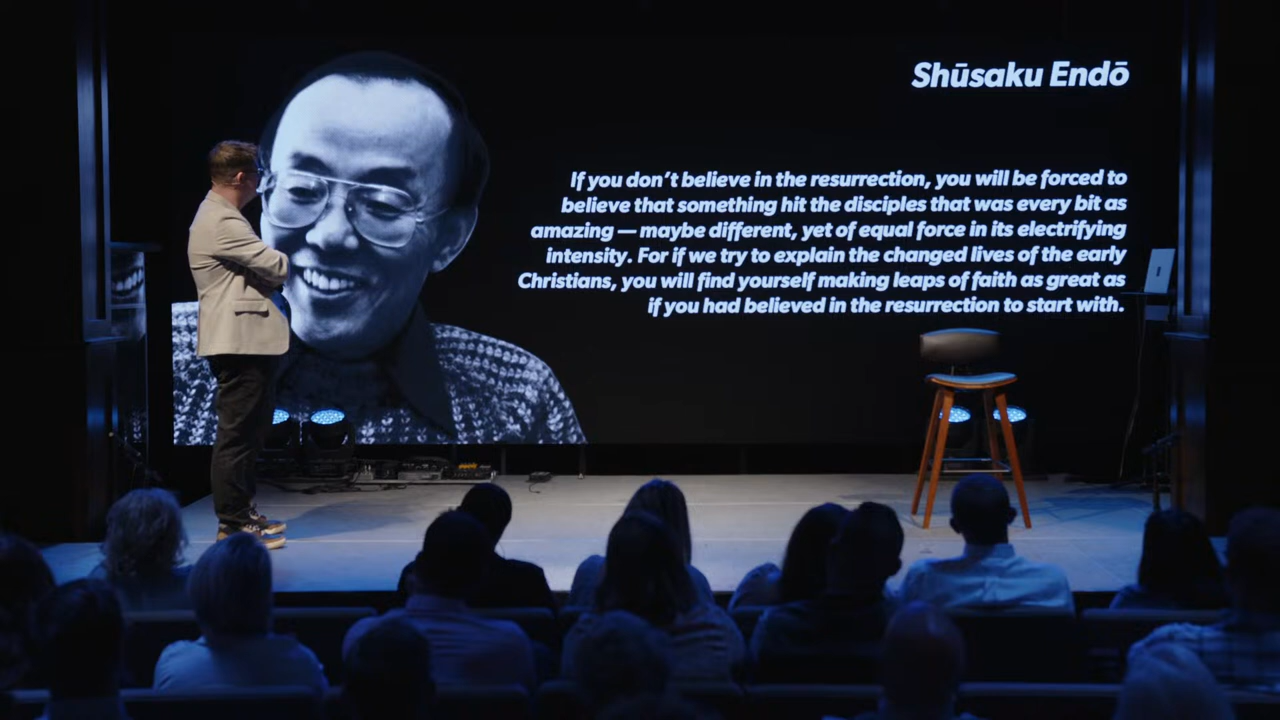 Shūsaku Endō
If you don't believe in the resurrection, you will be forced to
believe that something hit the disciples that was every bit as
amazing — maybe different, yet of equal force in its electrifying
intensity. For if we try to explain the changed lives of the early
Christians, you will find yourself making leaps of faith as great as
if you had believed in the resurrection to start with.